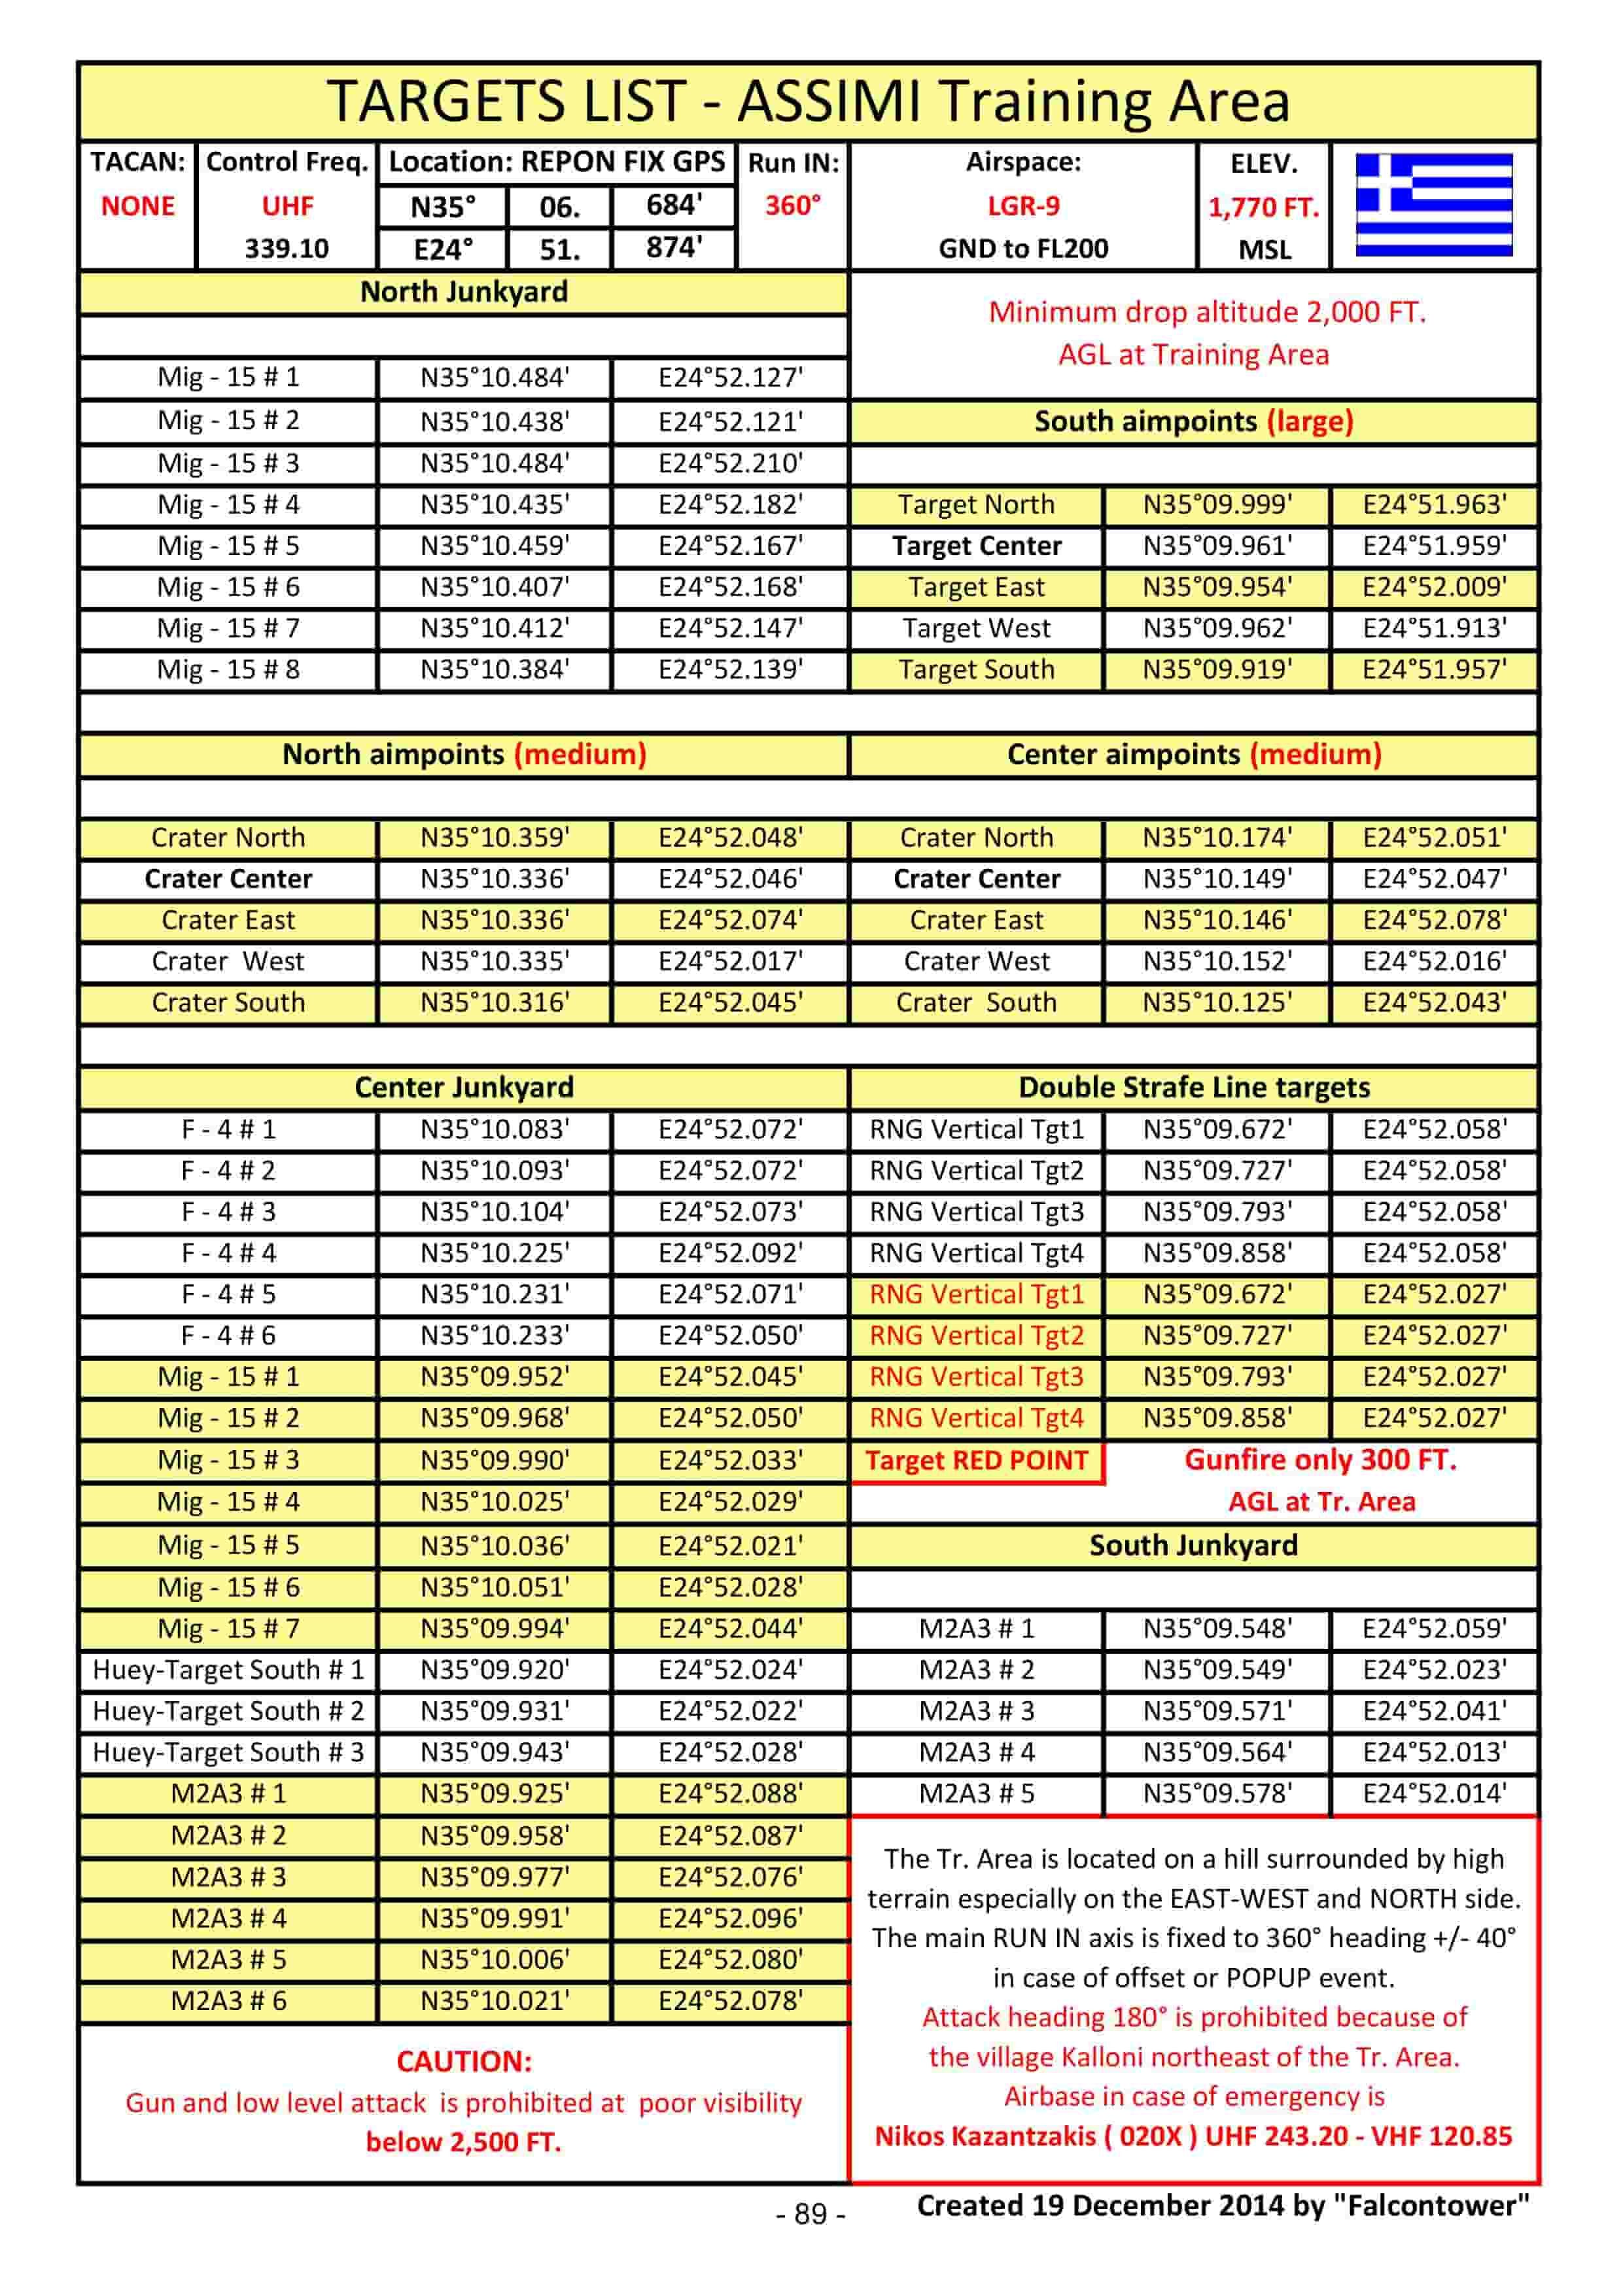 TARGETS LIST - ASSIMI Training Area
TACAN: Control Freq. Location: REPON FIX GPS Run IN: Airspace: ELEV.
NONE UHF N35° 06. 684' 360° LGR-9 1,770 FT.
339.10 E24° 51. 874' GND to FL200 MSL
North Junkyard
Minimum drop altitude 2,000 FT.
AGL at Training Area
Mig - 15 # 1 N35°10.484' E24°52.127'
Mig - 15 # 2 N35°10.438' E24°52.121' South aimpoints (large)
Mig - 15 # 3 N35°10.484' E24°52.210'
Mig - 15 # 4 N35°10.435' E24°52.182' Target North N35°09.999' E24°51.963'
Mig - 15 # 5 N35°10.459' E24°52.167' Target Center N35°09.961' E24°51.959'
Mig - 15 # 6 N35°10.407' E24°52.168' Target East N35°09.954' E24°52.009'
Mig - 15 # 7 N35°10.412' E24°52.147' Target West N35°09.962' E24°51.913'
Mig - 15 # 8 N35°10.384' E24°52.139' Target South N35°09.919' E24°51.957'
North aimpoints (medium) Center aimpoints (medium)
Crater North N35°10.359' E24°52.048' Crater North N35°10.174' E24°52.051'
Crater Center N35°10.336' E24°52.046' Crater Center N35°10.149' E24°52.047'
Crater East N35°10.336' E24°52.074' Crater East N35°10.146' E24°52.078'
Crater West N35°10.335' E24°52.017' Crater West N35°10.152' E24°52.016'
Crater South N35°10.316' E24°52.045' Crater South N35°10.125' E24°52.043'
Center Junkyard Double Strafe Line targets
F - 4 # 1 N35°10.083' E24°52.072' RNG Vertical Tgt1 N35°09.672' E24°52.058'
F - 4 # 2 N35°10.093' E24°52.072' RNG Vertical Tgt2 N35°09.727' E24°52.058'
F - 4 # 3 N35°10.104' E24°52.073' RNG Vertical Tgt3 N35°09.793' E24°52.058'
F - 4 # 4 N35°10.225' E24°52.092' RNG Vertical Tgt4 N35°09.858' E24°52.058'
F - 4 # 5 N35°10.231' E24°52.071' RNG Vertical Tgt1 N35°09.672' E24°52.027'
F - 4 # 6 N35°10.233' E24°52.050' RNG Vertical Tgt2 N35°09.727' E24°52.027'
Mig - 15 # 1 N35°09.952' E24°52.045' RNG Vertical Tgt3 N35°09.793' E24°52.027'
Mig - 15 # 2 N35°09.968' E24°52.050' RNG Vertical Tgt4 N35°09.858' E24°52.027'
Mig - 15 # 3 N35°09.990' E24°52.033' Target RED POINT Gunfire only 300 FT.
Mig - 15 # 4 N35°10.025' E24°52.029' AGL at Tr. Area
Mig - 15 # 5 N35°10.036' E24°52.021' South Junkyard
Mig - 15 # 6 N35°10.051' E24°52.028'
Mig - 15 # 7 N35°09.994' E24°52.044' M2A3 # 1 N35°09.548' E24°52.059'
Huey-Target South # 1 N35°09.920' E24°52.024' M2A3 # 2 N35°09.549' E24°52.023'
Huey-Target South # 2 N35°09.931' E24°52.022' M2A3 # 3 N35°09.571' E24°52.041'
Huey-Target South # 3 N35°09.943' E24°52.028' M2A3 # 4 N35°09.564' E24°52.013'
M2A3 # 1 N35°09.925' E24°52.088' M2A3 # 5 N35°09.578' E24°52.014'
M2A3 # 2 N35°09.958' E24°52.087'
M2A3 # 3 N35°09.977' E24°52.076'
M2A3 # 4 N35°09.991' E24°52.096'
M2A3 # 5 N35°10.006' E24°52.080'
M2A3 # 6 N35°10.021' E24°52.078'
The Tr. Area is located on a hill surrounded by high
terrain especially on the EAST-WEST and NORTH side.
The main RUN IN axis is fixed to 360° heading +/- 40°
in case of offset or POPUP event.
Attack heading 180° is prohibited because of
the village Kalloni northeast of the Tr. Area.
Airbase in case of emergency is
Nikos Kazantzakis ( 020X ) UHF 243.20 - VHF 120.85
CAUTION:
Gun and low level attack is prohibited at poor visibility
below 2,500 FT.
- 89 -
Created 19 December 2014 by "Falcontower"